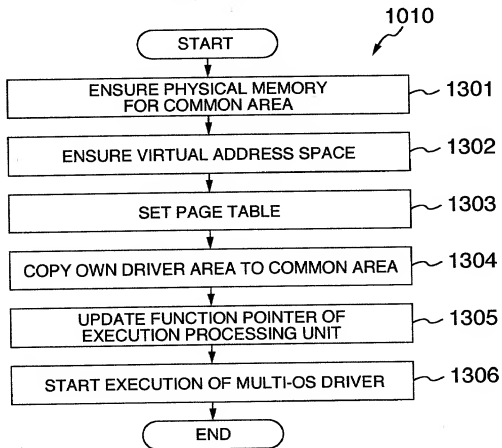 1010
START
ENSURE PHYSICAL MEMORY
FOR COMMON AREA
1301
ENSURE VIRTUAL ADDRESS SPACE
1302
SET PAGE TABLE
1303
COPY OWN DRIVER AREA TO COMMON AREA
1304
UPDATE FUNCTION POINTER OF
EXECUTION PROCESSING UNIT
1305
START EXECUTION OF MULTI-OS DRIVER
1306
END